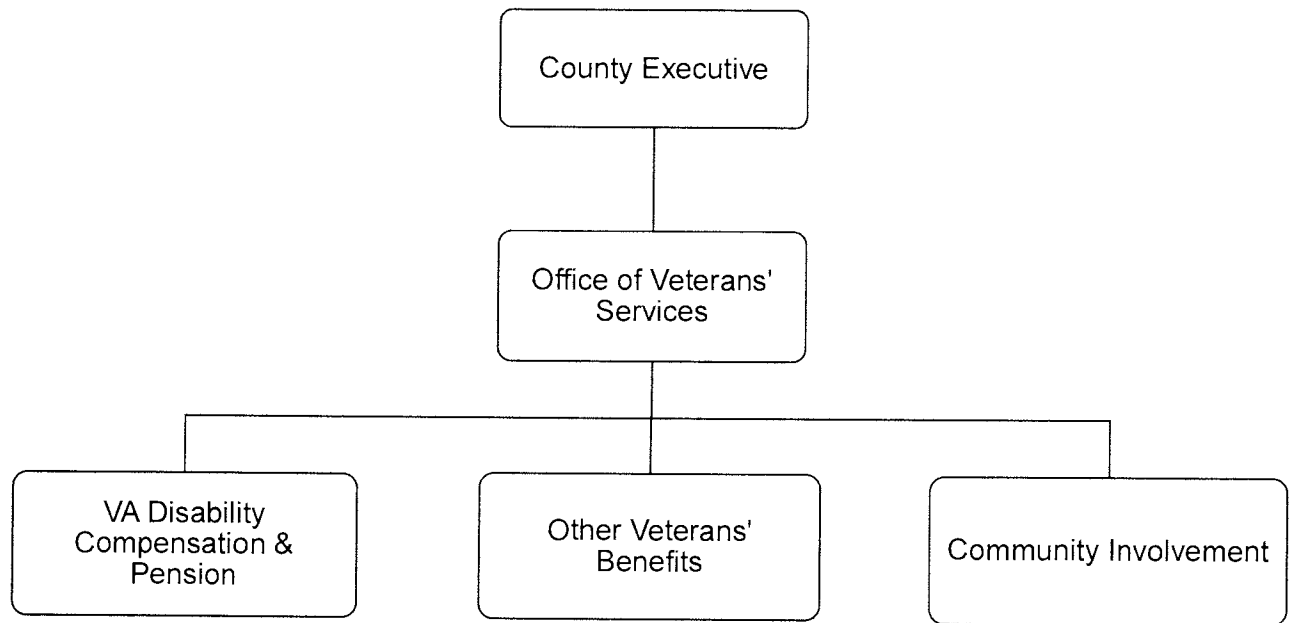 County Executive
Office of Veterans'
Services
VA Disability
Compensation &
Pension
Other Veterans'
Benefits
Community Involvement